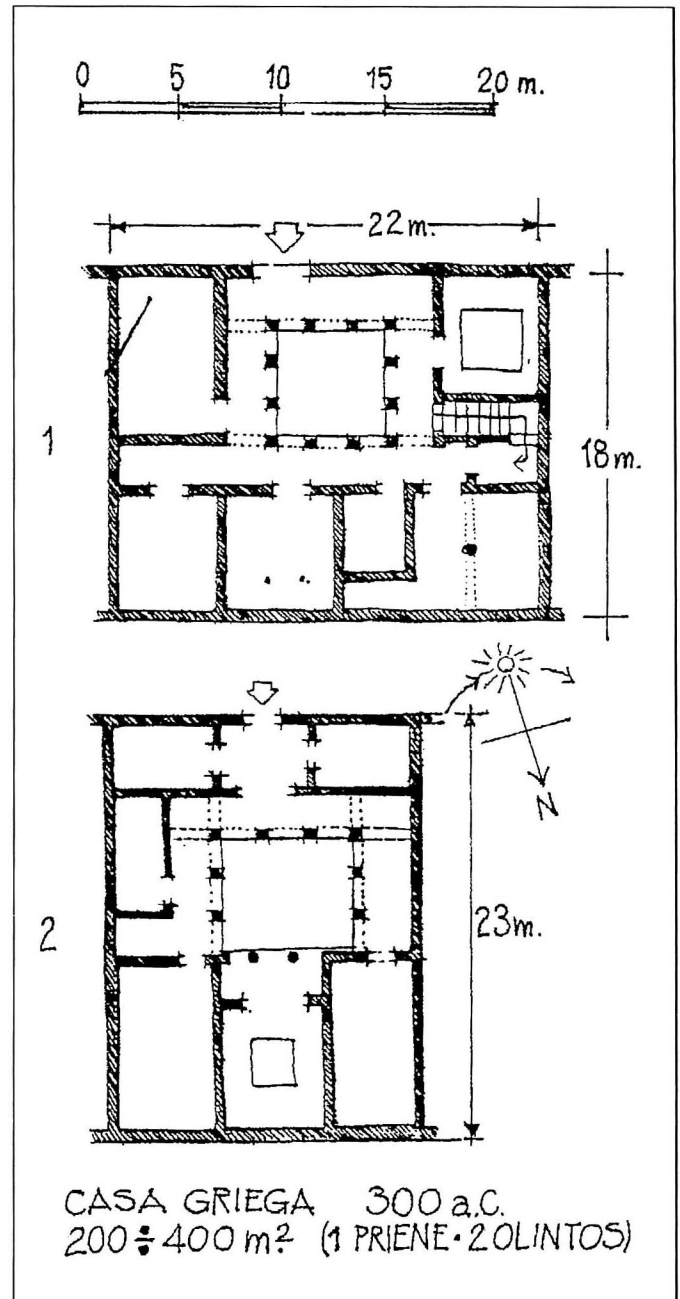 0 5 10 15 20 m.
22 m.
1
18 m.
N
2
23 m.
CASA GRIEGA 300 a.C.
200 ÷ 400 m² (1 PRIENE · 2 OLINTOS)